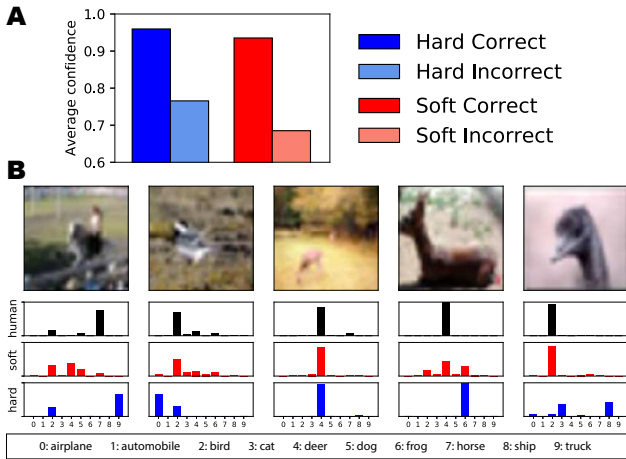 A
1.0
0.9
0.8
0.7
0.6
Average confidence
Hard Correct
Hard Incorrect
Soft Correct
Soft Incorrect
B
human
soft
hard
0 1 2 3 4 5 6 7 8 9
0 1 2 3 4 5 6 7 8 9
0 1 2 3 4 5 6 7 8 9
0 1 2 3 4 5 6 7 8 9
0 1 2 3 4 5 6 7 8 9
0: airplane 1: automobile 2: bird 3: cat 4: deer 5: dog 6: frog 7: horse 8: ship 9: truck